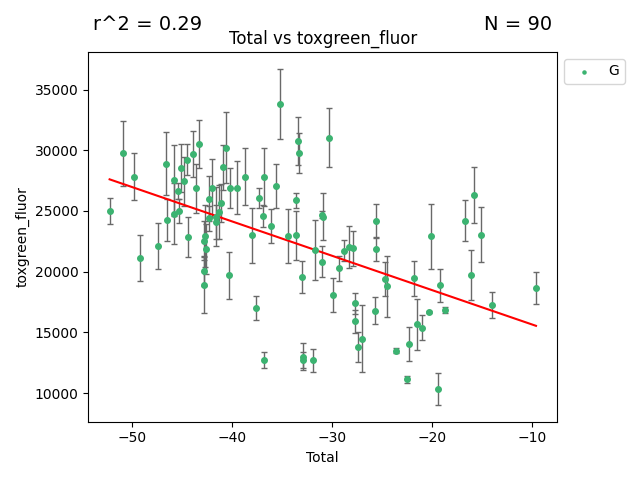 r^2 = 0.29 N = 90
Total vs toxgreen_fluor
G
35000
30000
25000
20000
15000
10000
toxgreen_fluor
−50 −40 −30 −20 −10
Total